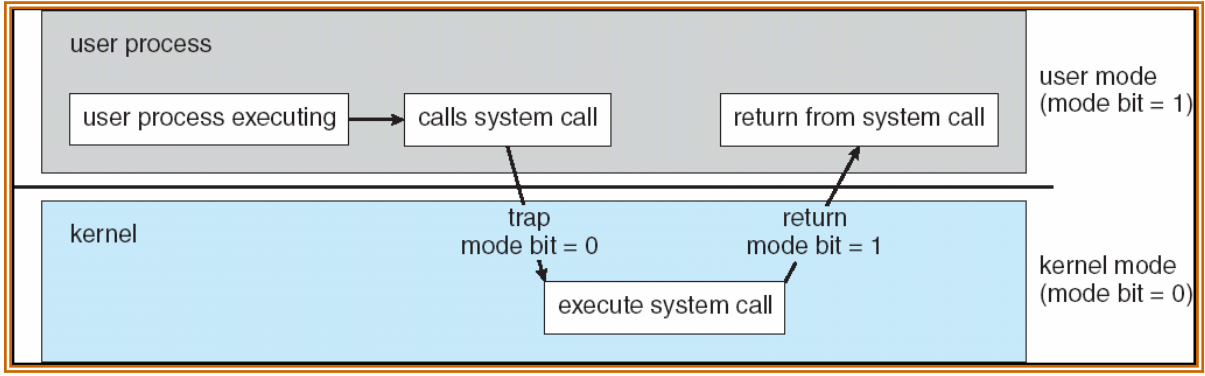 user process
user process executing
calls system call
return from system call
user mode
(mode bit = 1)
trap
mode bit = 0
return
mode bit = 1
kernel
execute system call
kernel mode
(mode bit = 0)